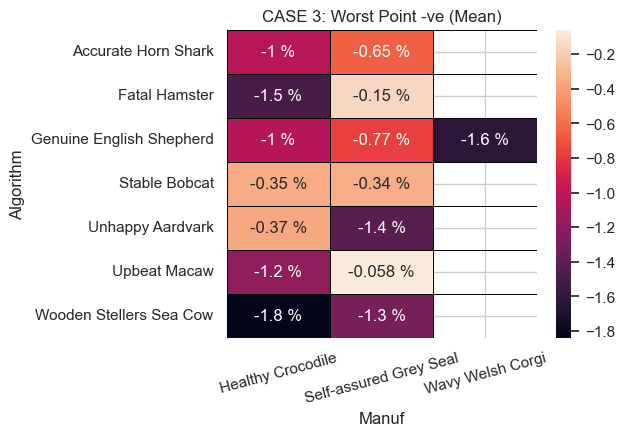 CASE 3: Worst Point -ve (Mean)
Algorithm
Accurate Horn Shark
-1 %
-0.65 %
Fatal Hamster
-1.5 %
-0.15 %
Genuine English Shepherd
-1 %
-0.77 %
-1.6 %
Stable Bobcat
-0.35 %
-0.34 %
Unhappy Aardvark
-0.37 %
-1.4 %
Upbeat Macaw
-1.2 %
-0.058 %
Wooden Stellers Sea Cow
-1.8 %
-1.3 %
Healthy Crocodile
Self-assured Grey Seal
Wavy Welsh Corgi
Manuf
−0.2
−0.4
−0.6
−0.8
−1.0
−1.2
−1.4
−1.6
−1.8